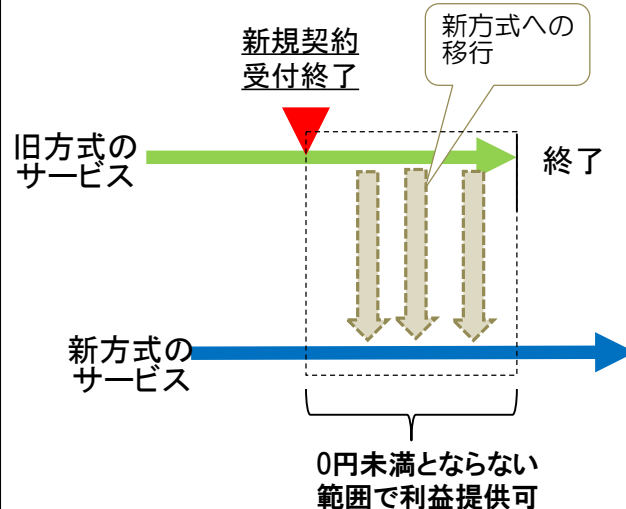 新規契約
受付終了
新方式への
移行
旧方式の
サービス
終了
新方式の
サービス
0円未満とならない
範囲で利益提供可